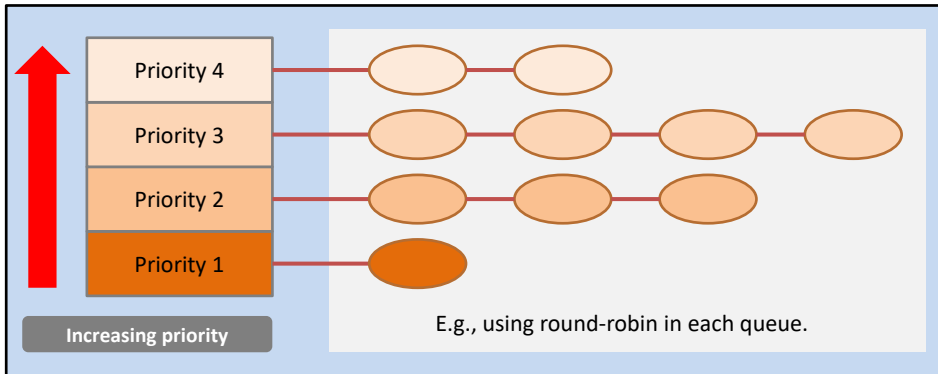 Priority 4
Priority 3
Priority 2
Priority 1
Increasing priority
E.g., using round-robin in each queue.